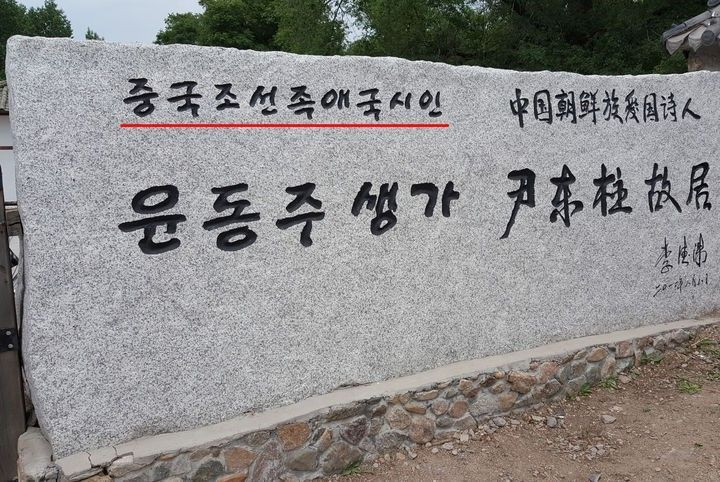 중국조선족애국시인
윤동주생가
中国朝鲜族爱国诗人
尹东柱故居